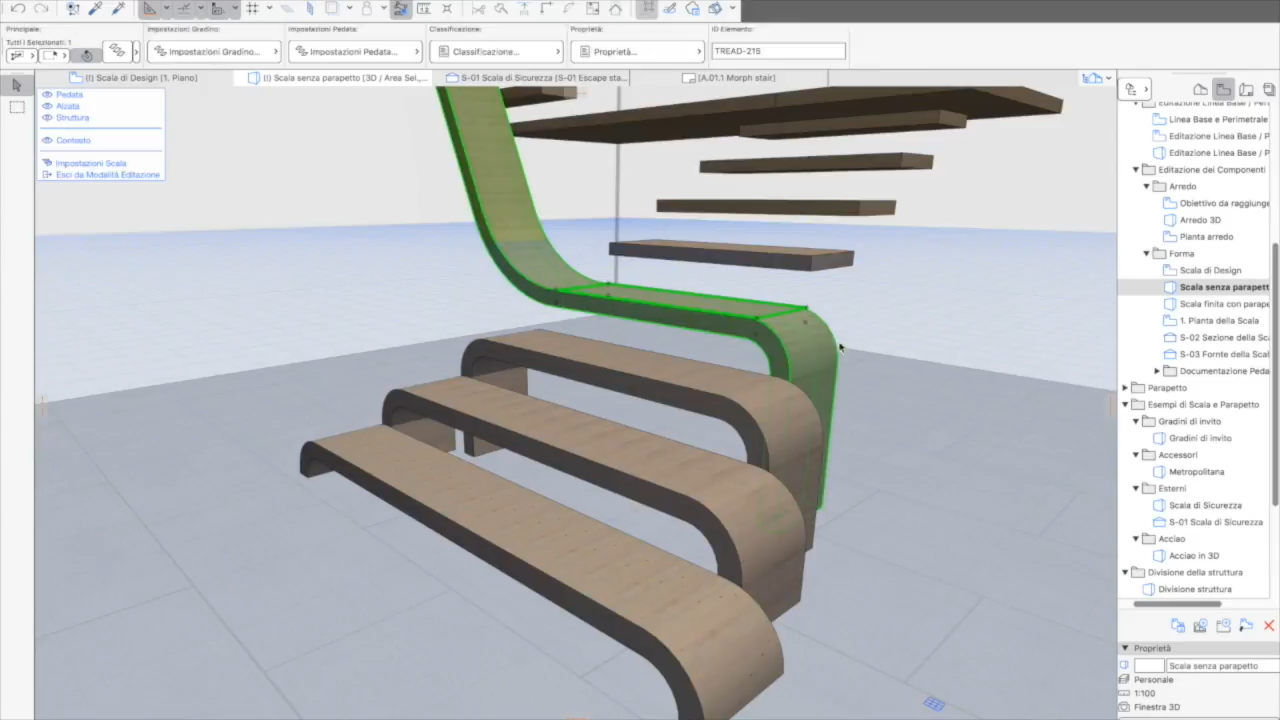 Principale:
Impostazioni Gradino:
Impostazioni Pedata:
Classificazione:
Proprietà:
ID Elemento:
Tutti i Selezionati: 1
Impostazioni Gradino...
Impostazioni Pedata...
Classificazione...
Proprietà...
TREAD-215
(!) Scala di Design [1. Piano]
(!) Scala senza parapetto [3D / Area Sel,...
S-01 Scala di Sicurezza [S-01 Escape sta...
[A.01.1 Morph stair]
Pedata
Alzata
Struttura
Contesto
Impostazioni Scala
Esci da Modalità Editazione
Editazione Linea Base / Peri
Linea Base e Perimetrale
Editazione Linea Base / P
Editazione Linea Base / P
Editazione dei Componenti
Arredo
Obiettivo da raggiunge
Arredo 3D
Pianta arredo
Forma
Scala di Design
Scala senza parapett
Scala finita con parape
1. Pianta della Scala
S-02 Sezione della Sc
S-03 Fornte della Scal
Documentazione Peda
Parapetto
Esempi di Scala e Parapetto
Gradini di invito
Gradini di invito
Accessori
Metropolitana
Esterni
Scala di Sicurezza
S-01 Scala di Sicurezza
Acciao
Acciao in 3D
Divisione della struttura
Divisione struttura
Proprietà
Scala senza parapetto
Personale
1:100
Finestra 3D